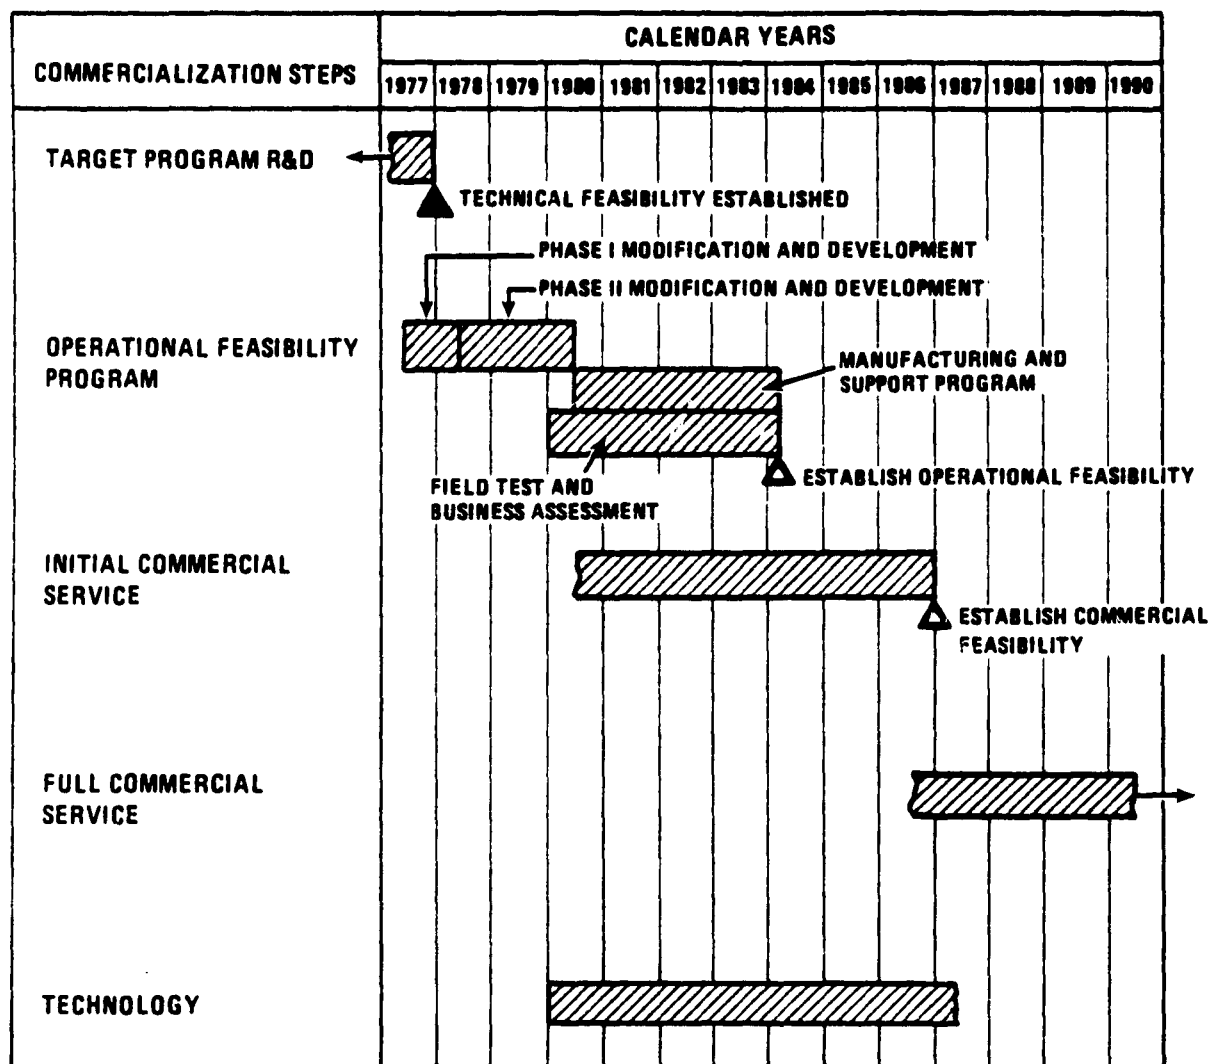 CALENDAR YEARS
COMMERCIALIZATION STEPS
1977 1978 1979 1980 1981 1982 1983 1984 1985 1986 1987 1988 1989 1990
TARGET PROGRAM R&D
TECHNICAL FEASIBILITY ESTABLISHED
PHASE I MODIFICATION AND DEVELOPMENT
PHASE II MODIFICATION AND DEVELOPMENT
OPERATIONAL FEASIBILITY
PROGRAM
MANUFACTURING AND
SUPPORT PROGRAM
FIELD TEST AND
BUSINESS ASSESSMENT
ESTABLISH OPERATIONAL FEASIBILITY
INITIAL COMMERCIAL
SERVICE
ESTABLISH COMMERCIAL
FEASIBILITY
FULL COMMERCIAL
SERVICE
TECHNOLOGY